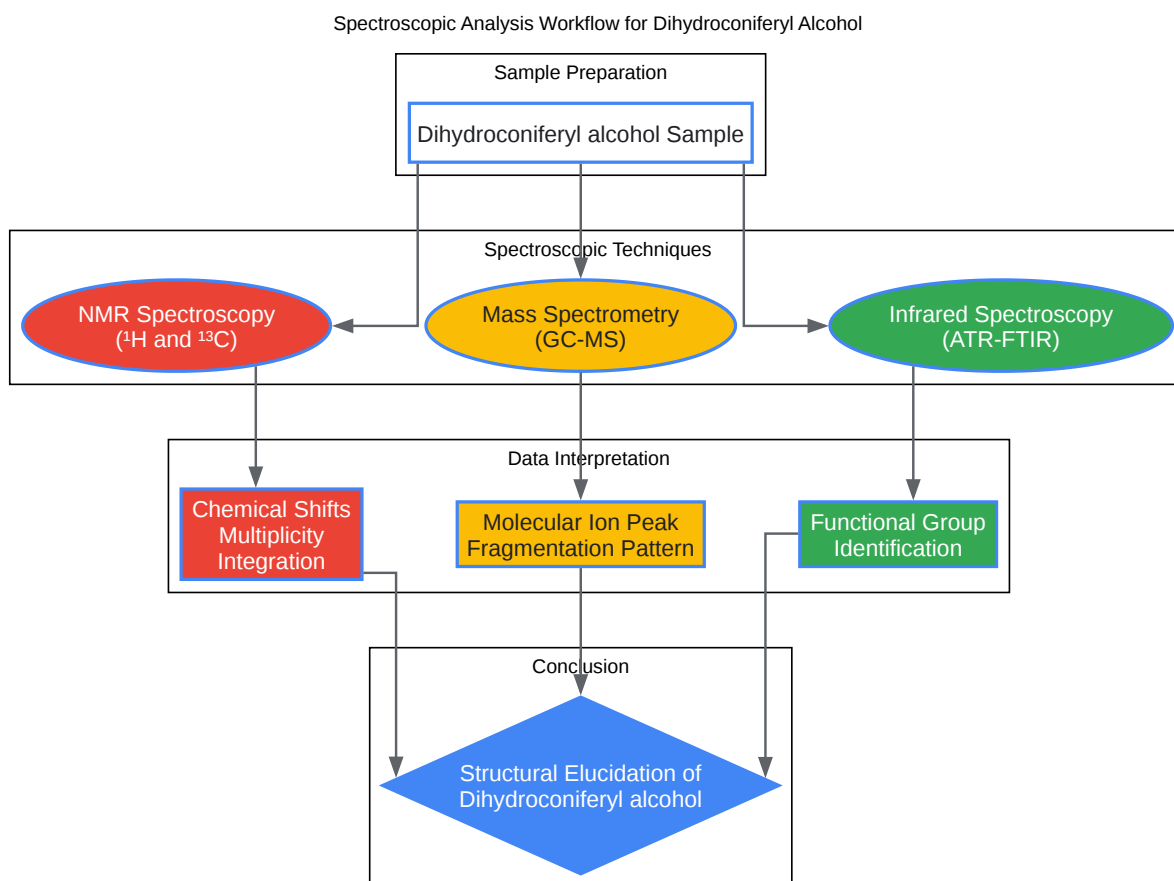 Spectroscopic Analysis Workflow for Dihydroconiferyl Alcohol
Sample Preparation
Dihydroconiferyl alcohol Sample
Spectroscopic Techniques
NMR Spectroscopy
(¹H and ¹³C)
Mass Spectrometry
(GC-MS)
Infrared Spectroscopy
(ATR-FTIR)
Data Interpretation
Chemical Shifts
Multiplicity
Integration
Molecular Ion Peak
Fragmentation Pattern
Functional Group
Identification
Conclusion
Structural Elucidation of
Dihydroconiferyl alcohol